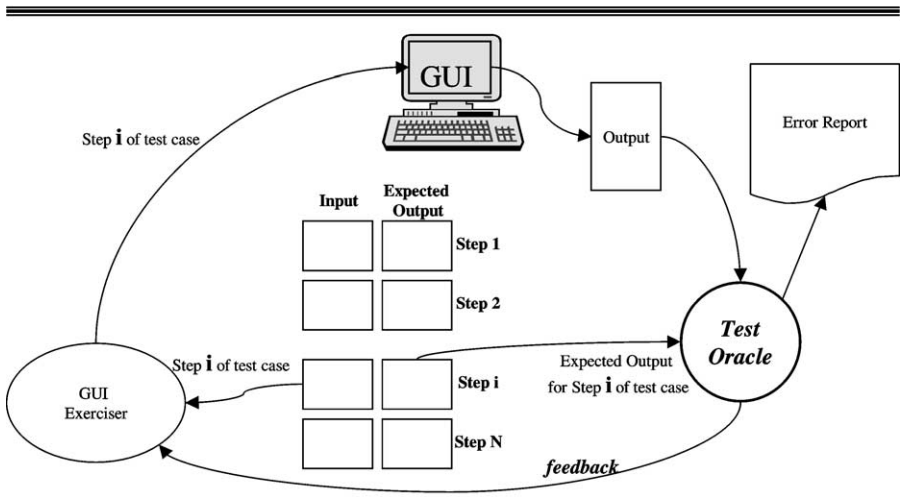 GUI
Step i of test case
Output
Error Report
Input
Expected
Output
Step 1
Step 2
Step i of test case
Step i
Expected Output
for Step i of test case
Test
Oracle
GUI
Exerciser
Step N
feedback